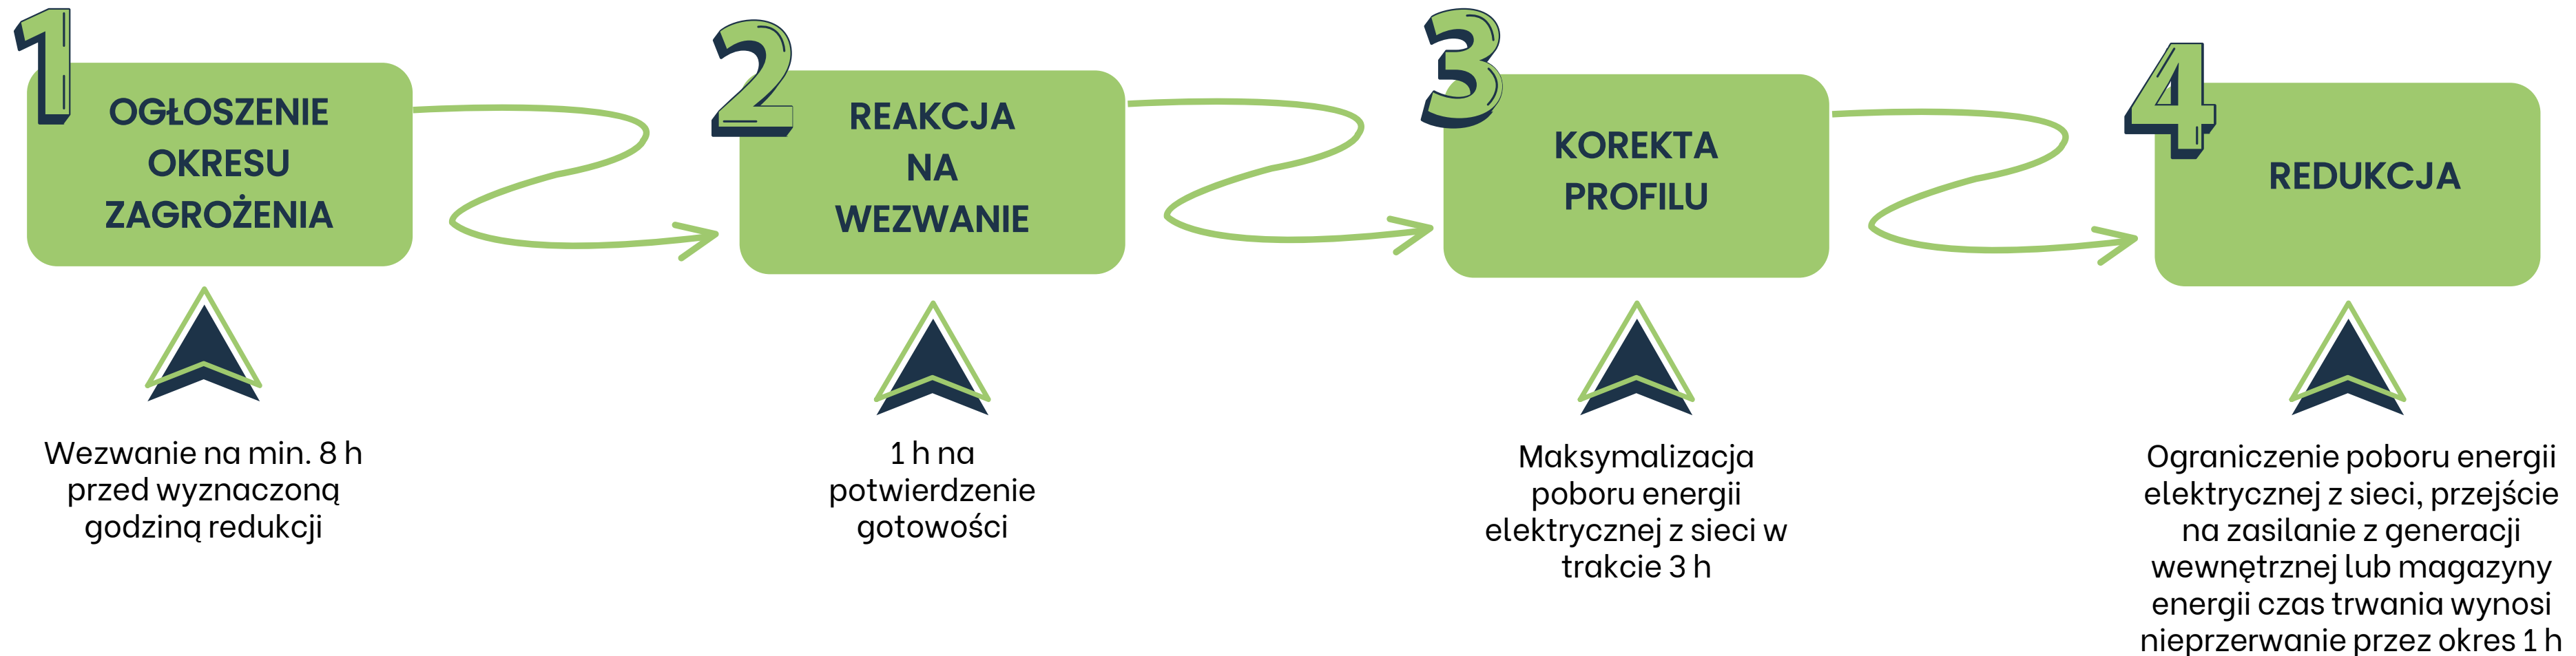 1
OGŁOSZENIE
OKRESU
ZAGROŻENIA
Wezwanie na min. 8 h
przed wyznaczoną
godziną redukcji
2
REAKCJA
NA
WEZWANIE
1 h na
potwierdzenie
gotowości
3
KOREKTA
PROFILU
Maksymalizacja
poboru energii
elektrycznej z sieci w
trakcie 3 h
4
REDUKCJA
Ograniczenie poboru energii
elektrycznej z sieci, przejście
na zasilanie z generacji
wewnętrznej lub magazyny
energii czas trwania wynosi
nieprzerwanie przez okres 1 h